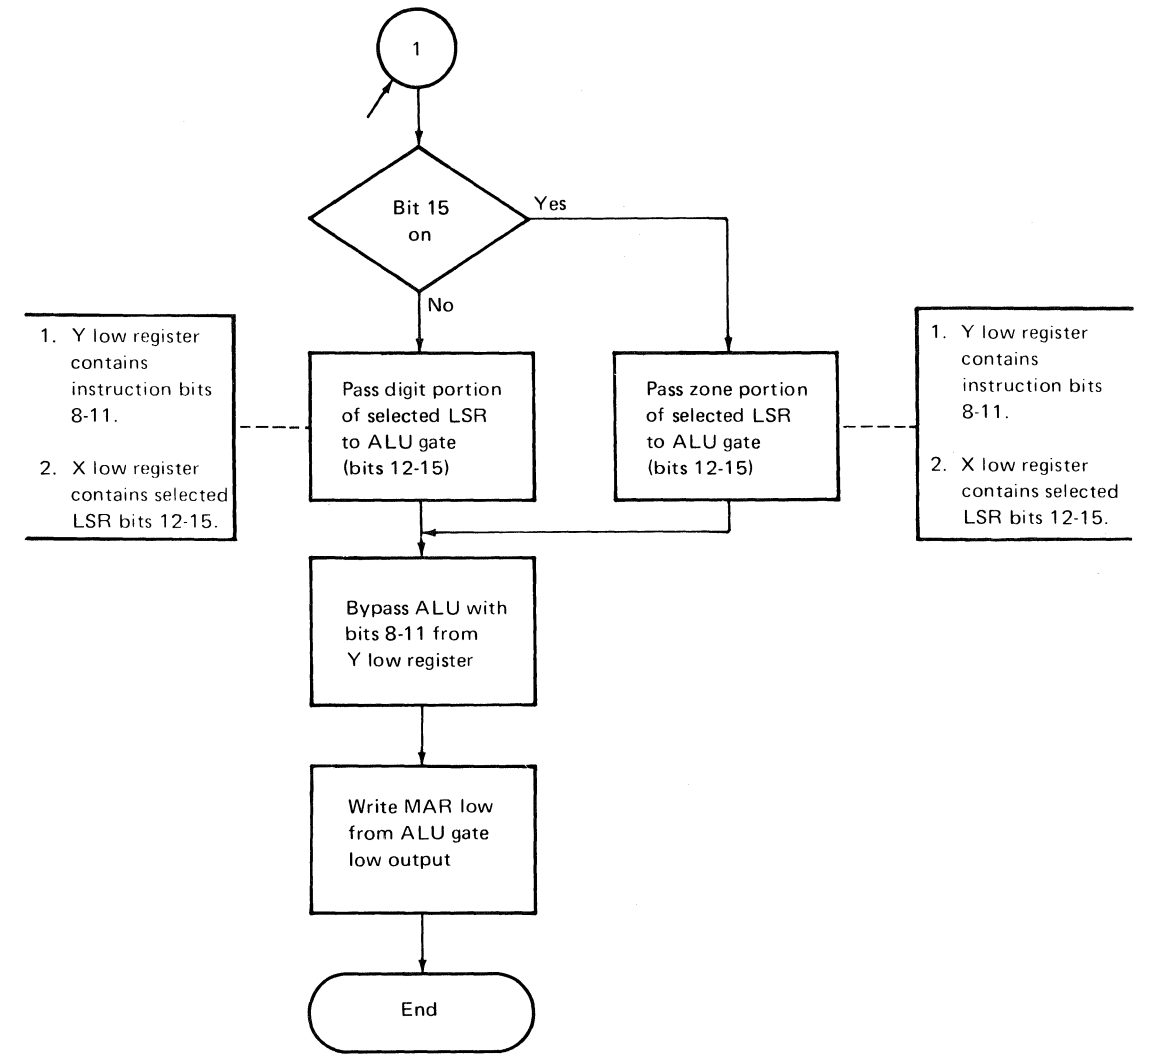 1
Bit 15
on
Yes
No
1. Y low register
contains
instruction bits
8-11.
2. X low register
contains selected
LSR bits 12-15.
Pass digit portion
of selected LSR
to ALU gate
(bits 12-15)
Pass zone portion
of selected LSR
to ALU gate
(bits 12-15)
1. Y low register
contains
instruction bits
8-11.
2. X low register
contains selected
LSR bits 12-15.
Bypass ALU with
bits 8-11 from
Y low register
Write MAR low
from ALU gate
low output
End